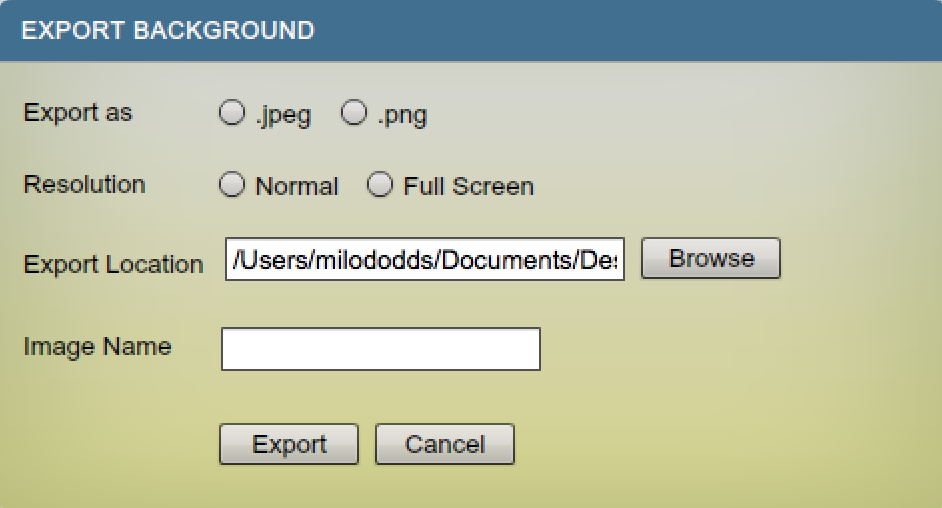 EXPORT BACKGROUND
Export as .jpeg .png
Resolution Normal Full Screen
Export Location /Users/milododds/Documents/Des Browse
Image Name
Export Cancel